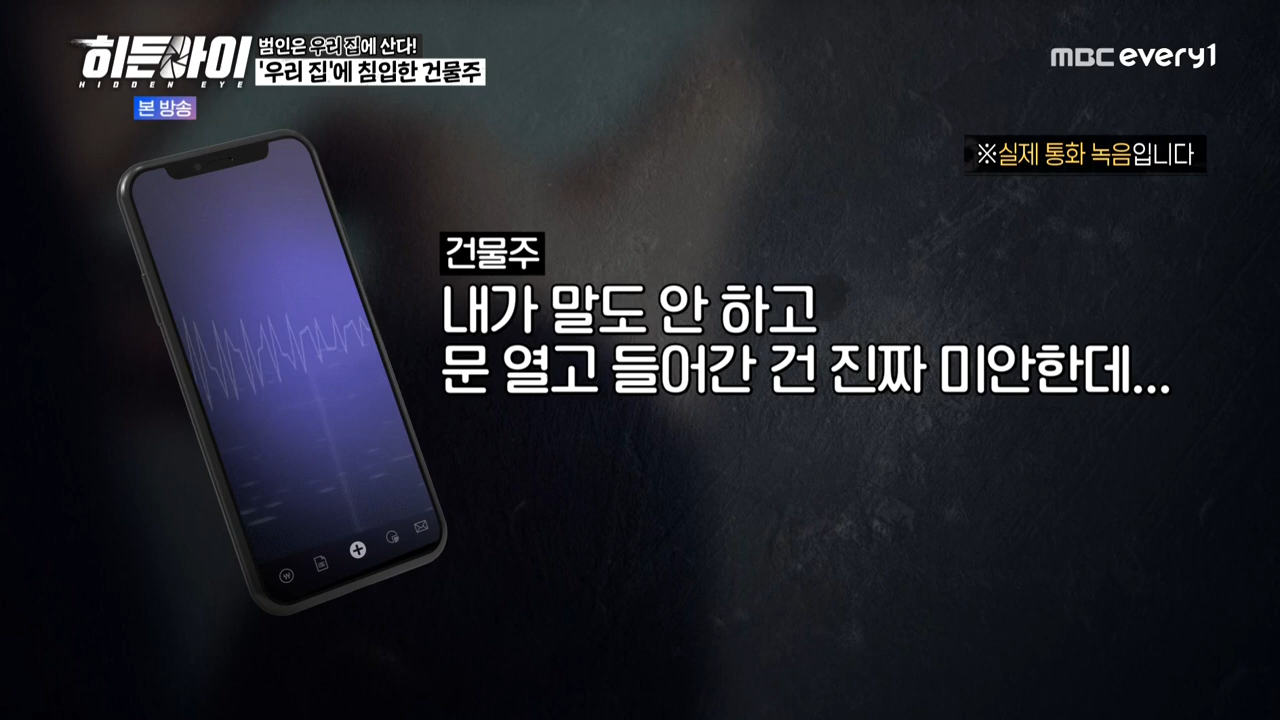 히든아이
HIDDEN EYE
범인은 우리 집에 산다!
'우리 집'에 침입한 건물주
본 방송
MBC every1
※실제 통화 녹음입니다
건물주
내가 말도 안 하고
문 열고 들어간 건 진짜 미안한데...